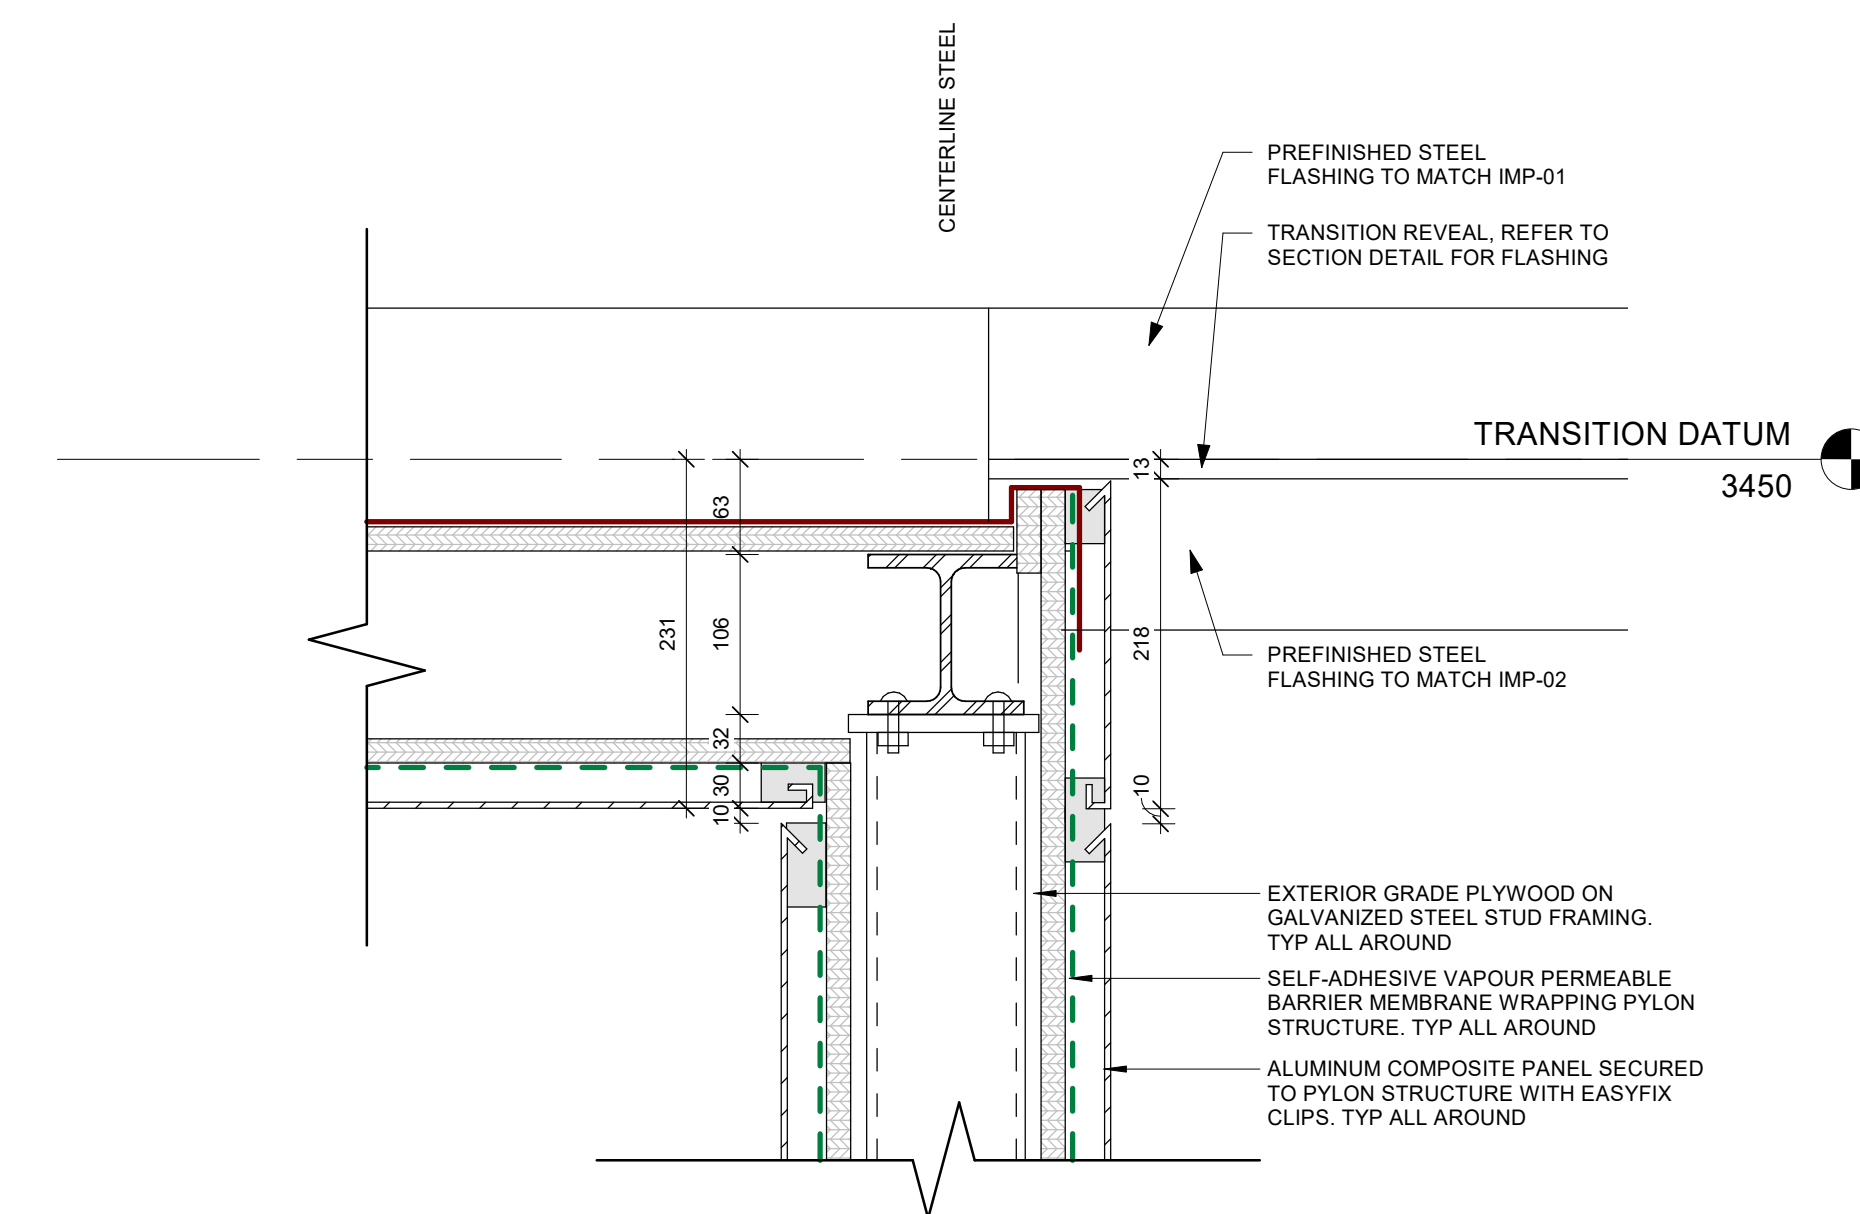 CENTERLINE STEEL
PREFINISHED STEEL
FLASHING TO MATCH IMP-01
TRANSITION REVEAL, REFER TO
SECTION DETAIL FOR FLASHING
TRANSITION DATUM
3450
13
63
231
106
218
32
30
10
10
PREFINISHED STEEL
FLASHING TO MATCH IMP-02
EXTERIOR GRADE PLYWOOD ON
GALVANIZED STEEL STUD FRAMING.
TYP ALL AROUND
SELF-ADHESIVE VAPOUR PERMEABLE
BARRIER MEMBRANE WRAPPING PYLON
STRUCTURE. TYP ALL AROUND
ALUMINUM COMPOSITE PANEL SECURED
TO PYLON STRUCTURE WITH EASYFIX
CLIPS. TYP ALL AROUND